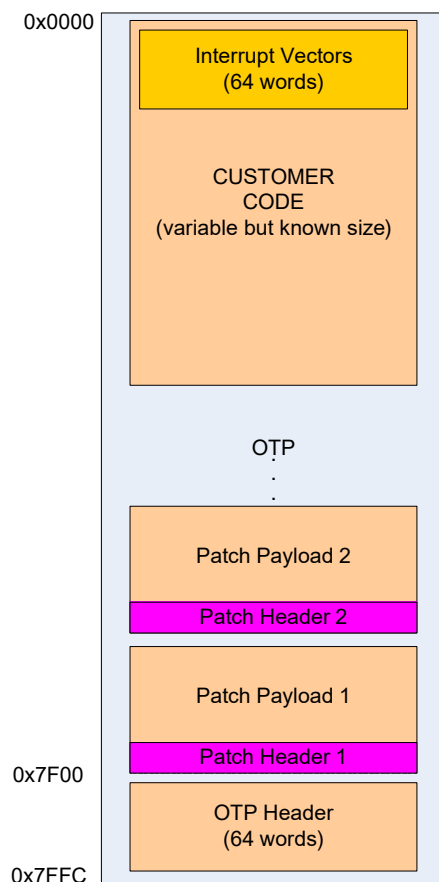 0x0000
Interrupt Vectors
(64 words)
CUSTOMER
CODE
(variable but known size)
OTP
.
.
.
Patch Payload 2
Patch Header 2
Patch Payload 1
Patch Header 1
0x7F00
OTP Header
(64 words)
0x7FFC